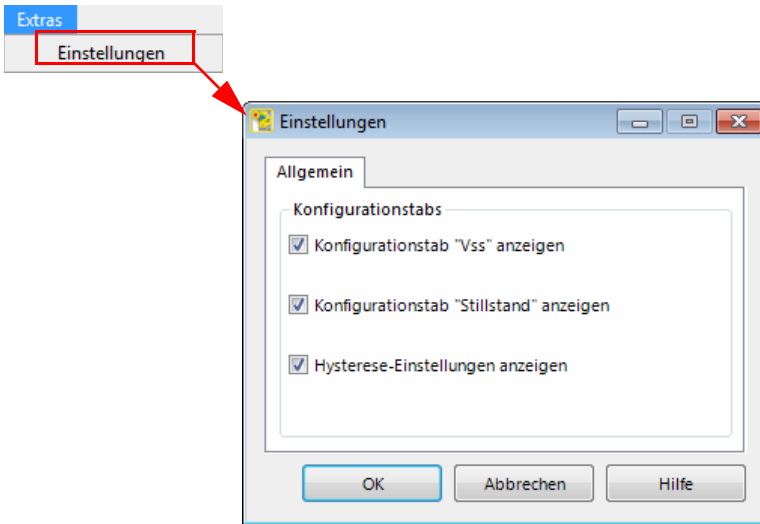 Extras
Einstellungen
Einstellungen
Allgemein
Konfigurationstabs
Konfigurationstab "Vss" anzeigen
Konfigurationstab "Stillstand" anzeigen
Hysterese-Einstellungen anzeigen
OK Abbrechen Hilfe